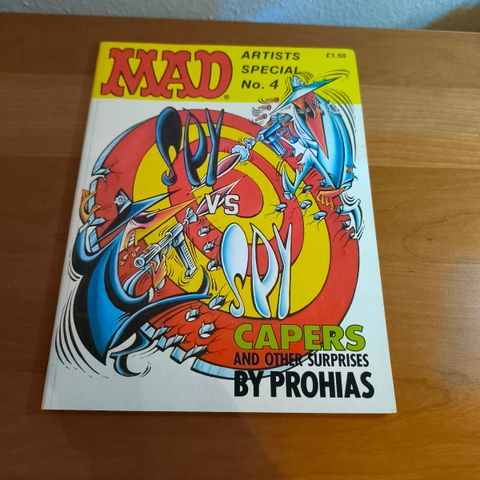 MAD®
ARTISTS
SPECIAL
No. 4
£1,50
SPY
VS
SPY
CAPERS
AND OTHER SURPRISES
BY PROHIAS